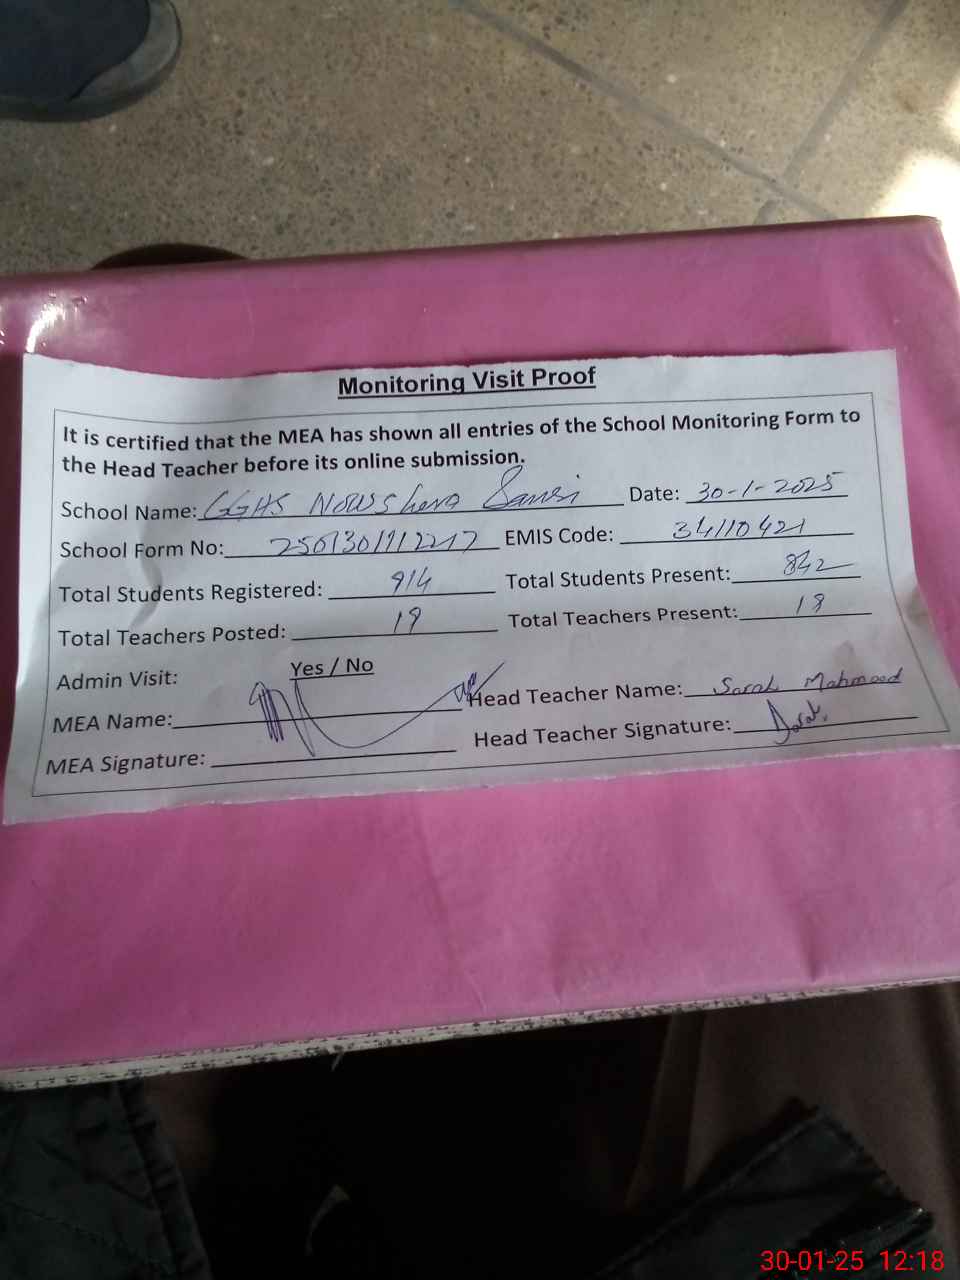 Monitoring Visit Proof
It is certified that the MEA has shown all entries of the School Monitoring Form to
the Head Teacher before its online submission.
School Name: GGHS Nowshera Sansi Date: 30-1-2025
School Form No: EMIS Code: 34110421
Total Students Registered: 914 Total Students Present: 842
Total Teachers Posted: Total Teachers Present:
Admin Visit: Yes / No
MEA Name: Head Teacher Name: Sarah Mahmood
MEA Signature: Head Teacher Signature: Sarah
30-01-25 12:18